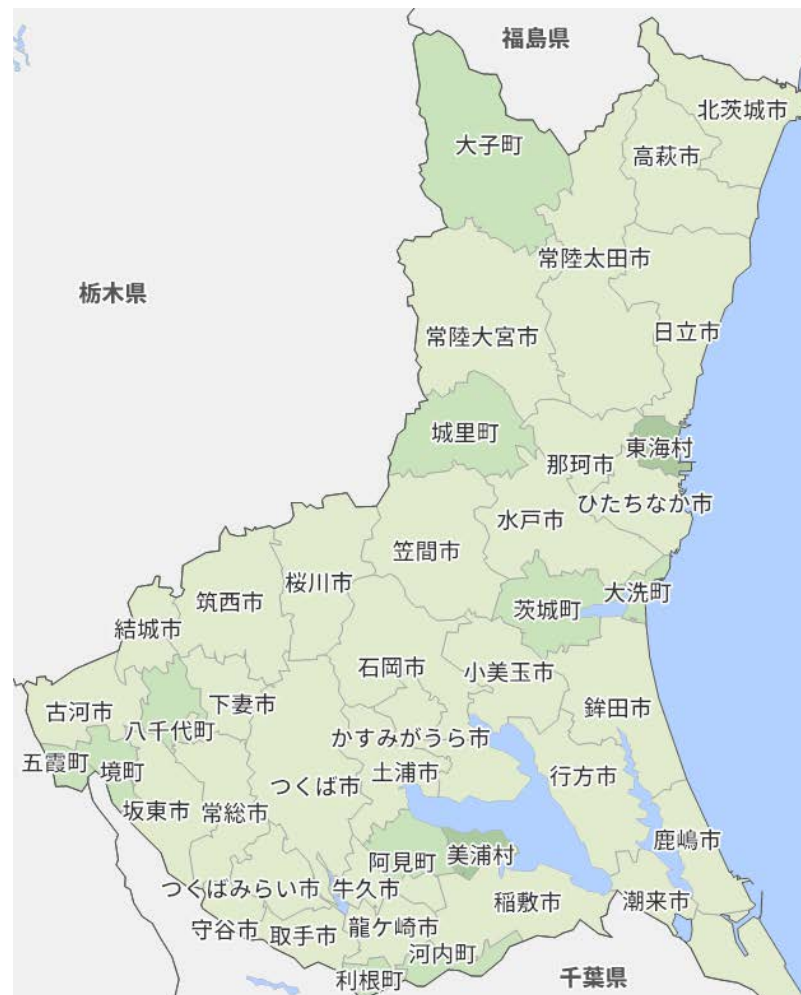 福島県
北茨城市
大子町
高萩市
常陸太田市
栃木県
常陸大宮市
日立市
城里町
東海村
那珂市
ひたちなか市
水戸市
笠間市
桜川市
大洗町
筑西市
茨城町
結城市
石岡市
小美玉市
下妻市
鉾田市
古河市
八千代町
かすみがうら市
五霞町
境町
土浦市
行方市
つくば市
坂東市
常総市
鹿嶋市
阿見町
美浦村
つくばみらい市
牛久市
稲敷市
潮来市
守谷市
取手市
龍ケ崎市
河内町
利根町
千葉県